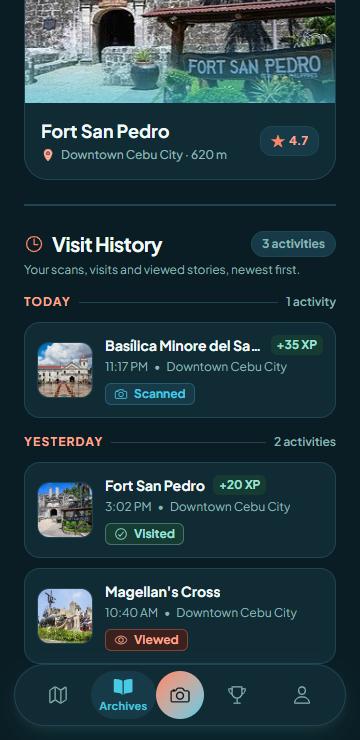 FORT SAN PEDRO
Fort San Pedro
Downtown Cebu City · 620 m
★ 4.7
Visit History
3 activities
Your scans, visits and viewed stories, newest first.
TODAY
1 activity
Basílica Minore del Sa...
+35 XP
11:17 PM • Downtown Cebu City
Scanned
YESTERDAY
2 activities
Fort San Pedro
+20 XP
3:02 PM • Downtown Cebu City
Visited
Magellan's Cross
10:40 AM • Downtown Cebu City
Viewed
Archives